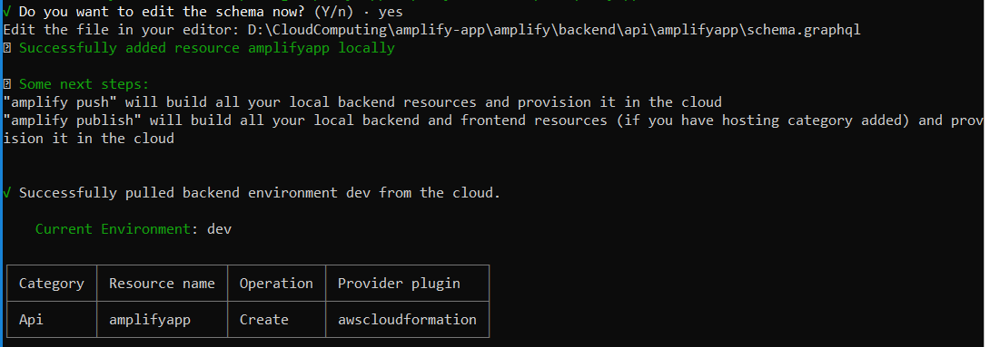 √ Do you want to edit the schema now? (Y/n) · yes
Edit the file in your editor: D:\CloudComputing\amplify-app\amplify\backend\api\amplifyapp\schema.graphql
⍰ Successfully added resource amplifyapp locally
⍰ Some next steps:
"amplify push" will build all your local backend resources and provision it in the cloud
"amplify publish" will build all your local backend and frontend resources (if you have hosting category added) and prov
ision it in the cloud
√ Successfully pulled backend environment dev from the cloud.
Current Environment: dev
Category Resource name Operation Provider plugin
Api amplifyapp Create awscloudformation